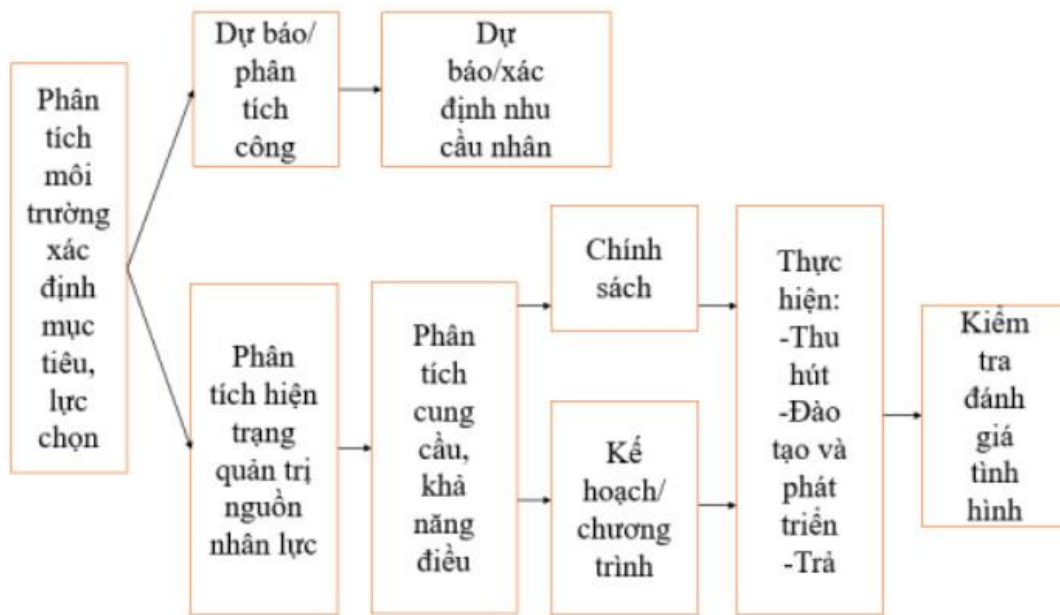 Phân
tích
môi
trường
xác
định
mục
tiêu,
lực
chọn
Dự báo/
phân
tích
công
Dự
báo/xác
định nhu
cầu nhân
Phân
tích hiện
trạng
quản trị
nguồn
nhân lực
Phân
tích
cung
cầu,
khả
năng
điều
Chính
sách
Kế
hoạch/
chương
trình
Thực
hiện:
-Thu
hút
-Đào
tạo và
phát
triển
-Trả
Kiểm
tra
đánh
giá
tình
hình